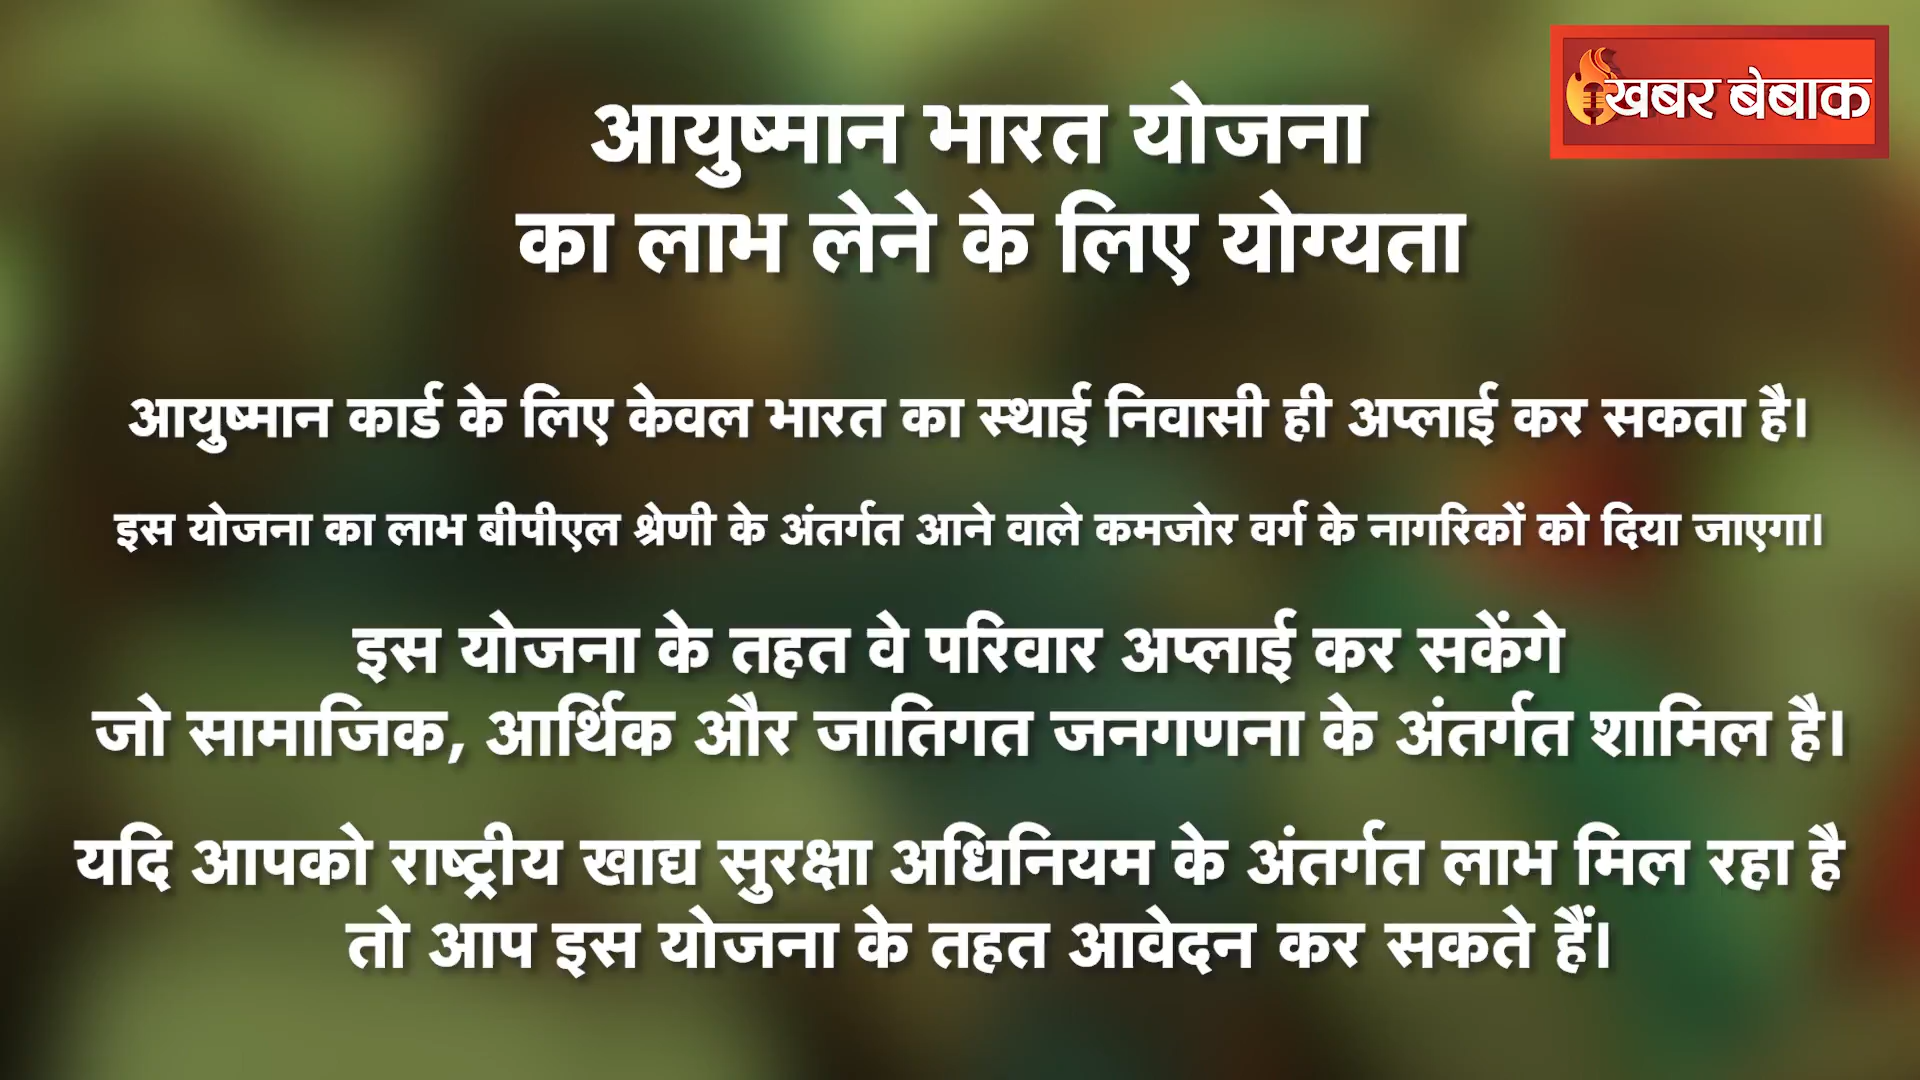 खबर बेबाक
आयुष्मान भारत योजना
का लाभ लेने के लिए योग्यता
आयुष्मान कार्ड के लिए केवल भारत का स्थाई निवासी ही अप्लाई कर सकता है।
इस योजना का लाभ बीपीएल श्रेणी के अंतर्गत आने वाले कमजोर वर्ग के नागरिकों को दिया जाएगा।
इस योजना के तहत वे परिवार अप्लाई कर सकेंगे
जो सामाजिक, आर्थिक और जातिगत जनगणना के अंतर्गत शामिल है।
यदि आपको राष्ट्रीय खाद्य सुरक्षा अधिनियम के अंतर्गत लाभ मिल रहा है
तो आप इस योजना के तहत आवेदन कर सकते हैं।